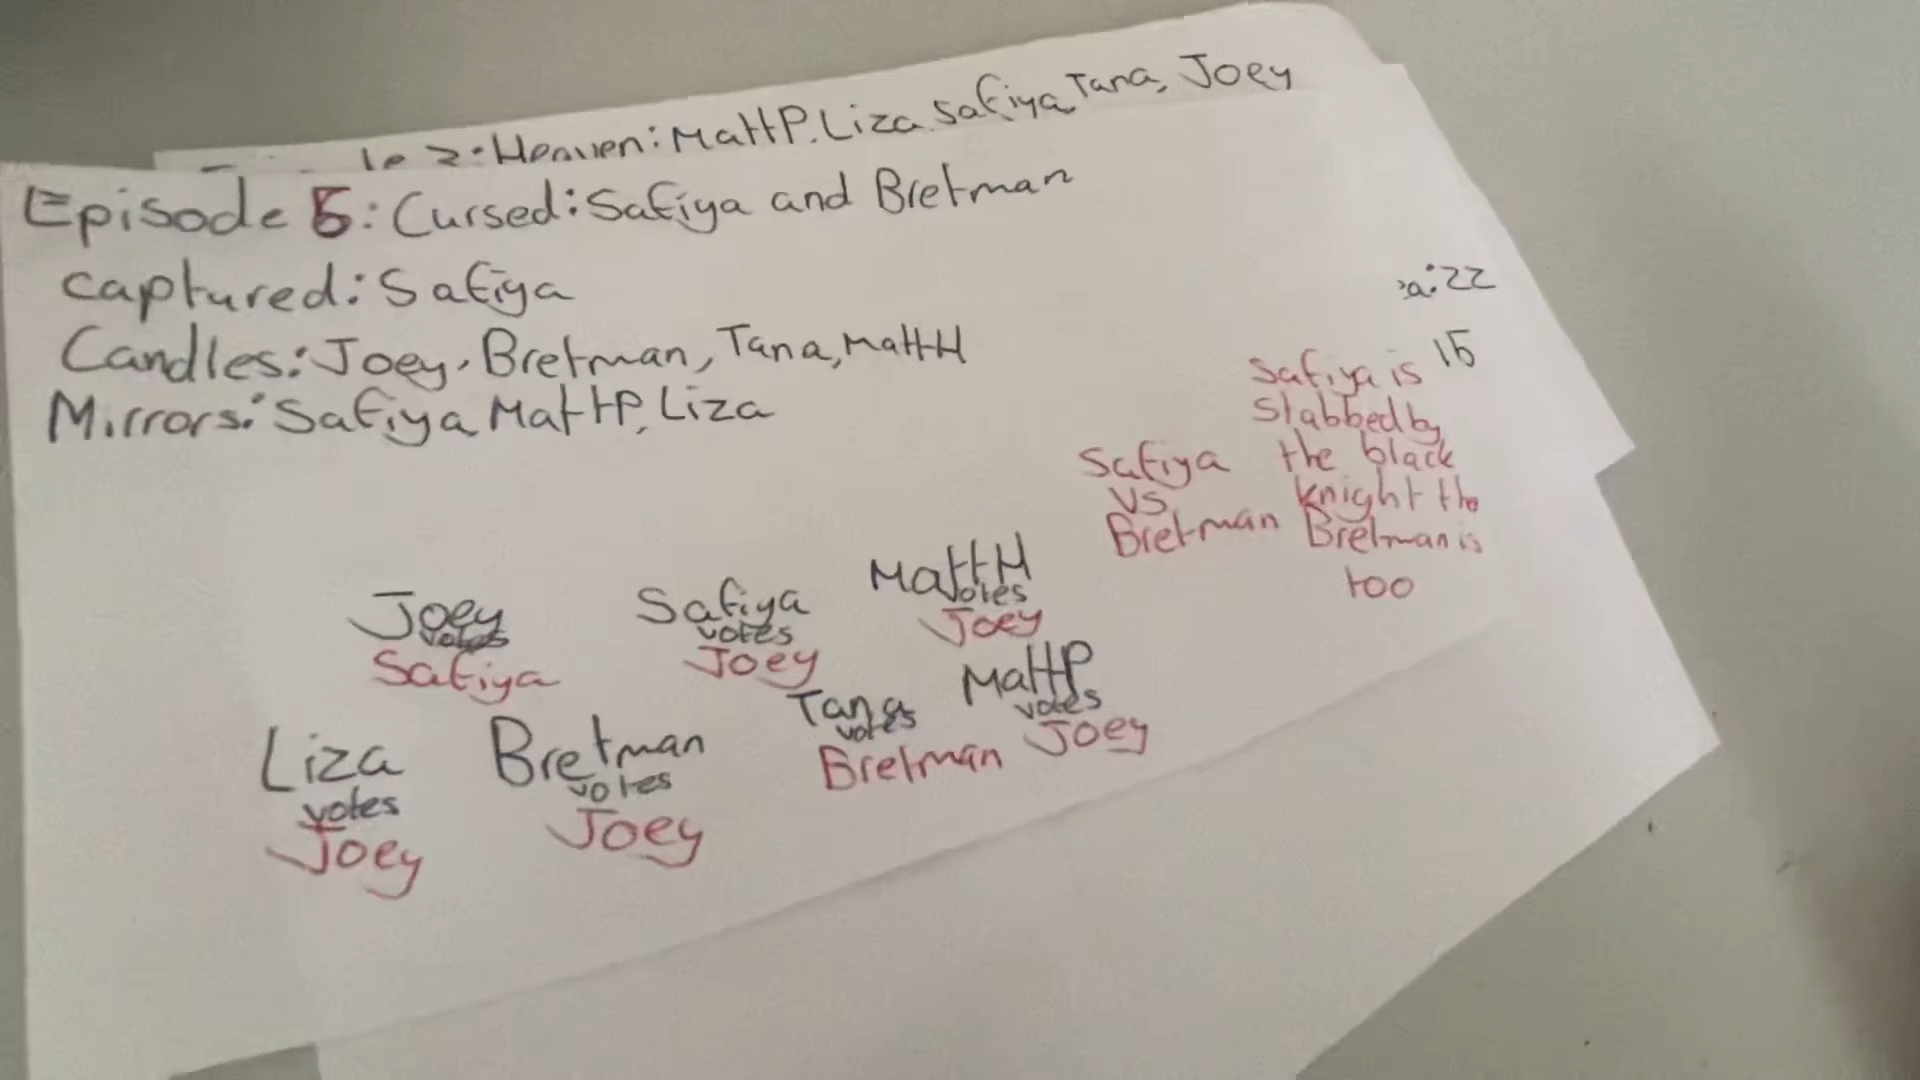 Heaven: MattP. Liza Safiya Tana, Joey
Episode 5: Cursed: Safiya and Bretman
captured: Safiya
Candles: Joey, Bretman, Tana, MattH
Mirrors: Safiya, MattP, Liza
:22
15
Safiya is
Stabbed by
the black
knight the
Bretman is
too
Safiya
VS
Bretman
Joey
votes
Safiya
Safiya
votes
Joey
MattH
votes
Joey
Liza
votes
Joey
Bretman
votes
Joey
Tana
votes
Bretman
MattP
votes
Joey